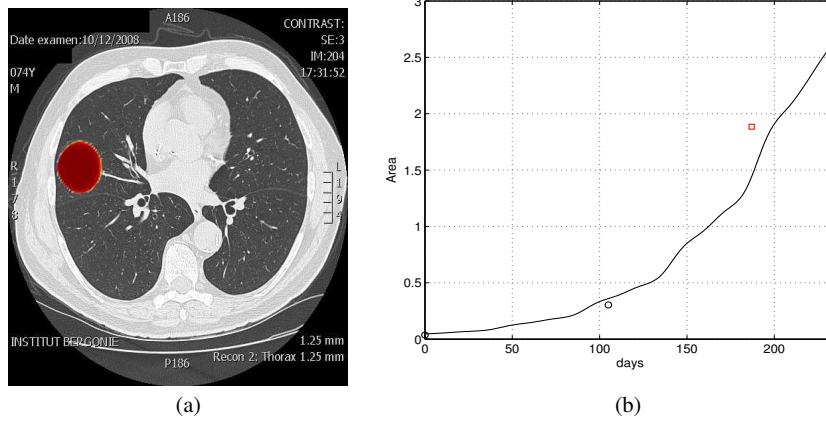 A186
CONTRAST:
Date examen:10/12/2008
SE:3
IM:204
074Y
17:31:52
M
R
1
7
8
L
1
9
4
INSTITUT BERGONIE
1.25 mm
Recon 2: Thorax 1.25 mm
P186
(a)
3
2.5
2
1.5
1
0.5
0
Area
0 50 100 150 200
days
(b)